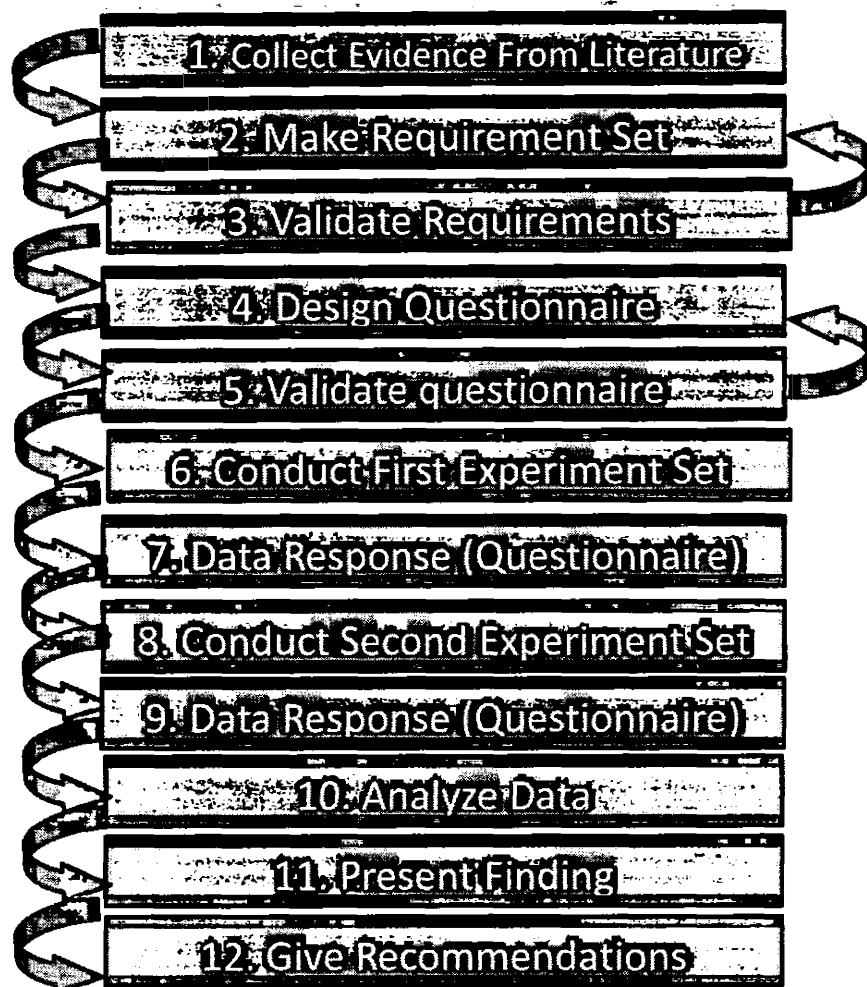 1. Collect Evidence From Literature
2. Make Requirement Set
3. Validate Requirements
4. Design Questionnaire
5. Validate questionnaire
6. Conduct First Experiment Set
7. Data Response (Questionnaire)
8. Conduct Second Experiment Set
9. Data Response (Questionnaire)
10. Analyze Data
11. Present Finding
12. Give Recommendations